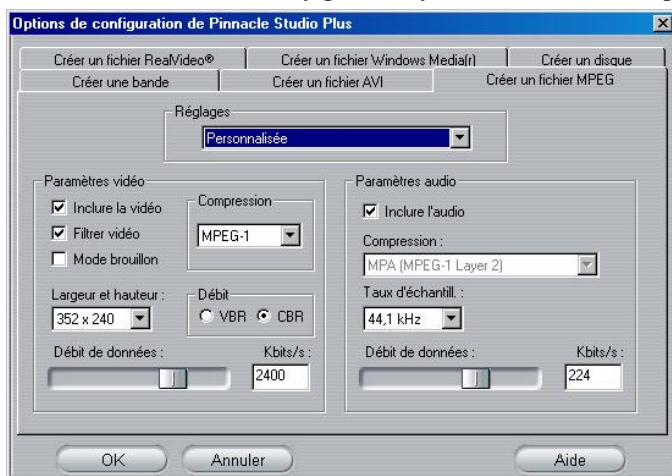 Options de configuration de Pinnacle Studio Plus
Créer un fichier RealVideo®
Créer un fichier Windows Media(r)
Créer un disque
Créer une bande
Créer un fichier AVI
Créer un fichier MPEG
Réglages
Personnalisée
Paramètres vidéo
Inclure la vidéo
Filtrer vidéo
Mode brouillon
Compression
MPEG-1
Largeur et hauteur :
352 x 240
Débit
VBR
CBR
Débit de données :
Kbits/s :
2400
Paramètres audio
Inclure l'audio
Compression :
MPA (MPEG-1 Layer 2)
Taux d'échantill. :
44,1 kHz
Débit de données :
Kbits/s :
224
OK
Annuler
Aide